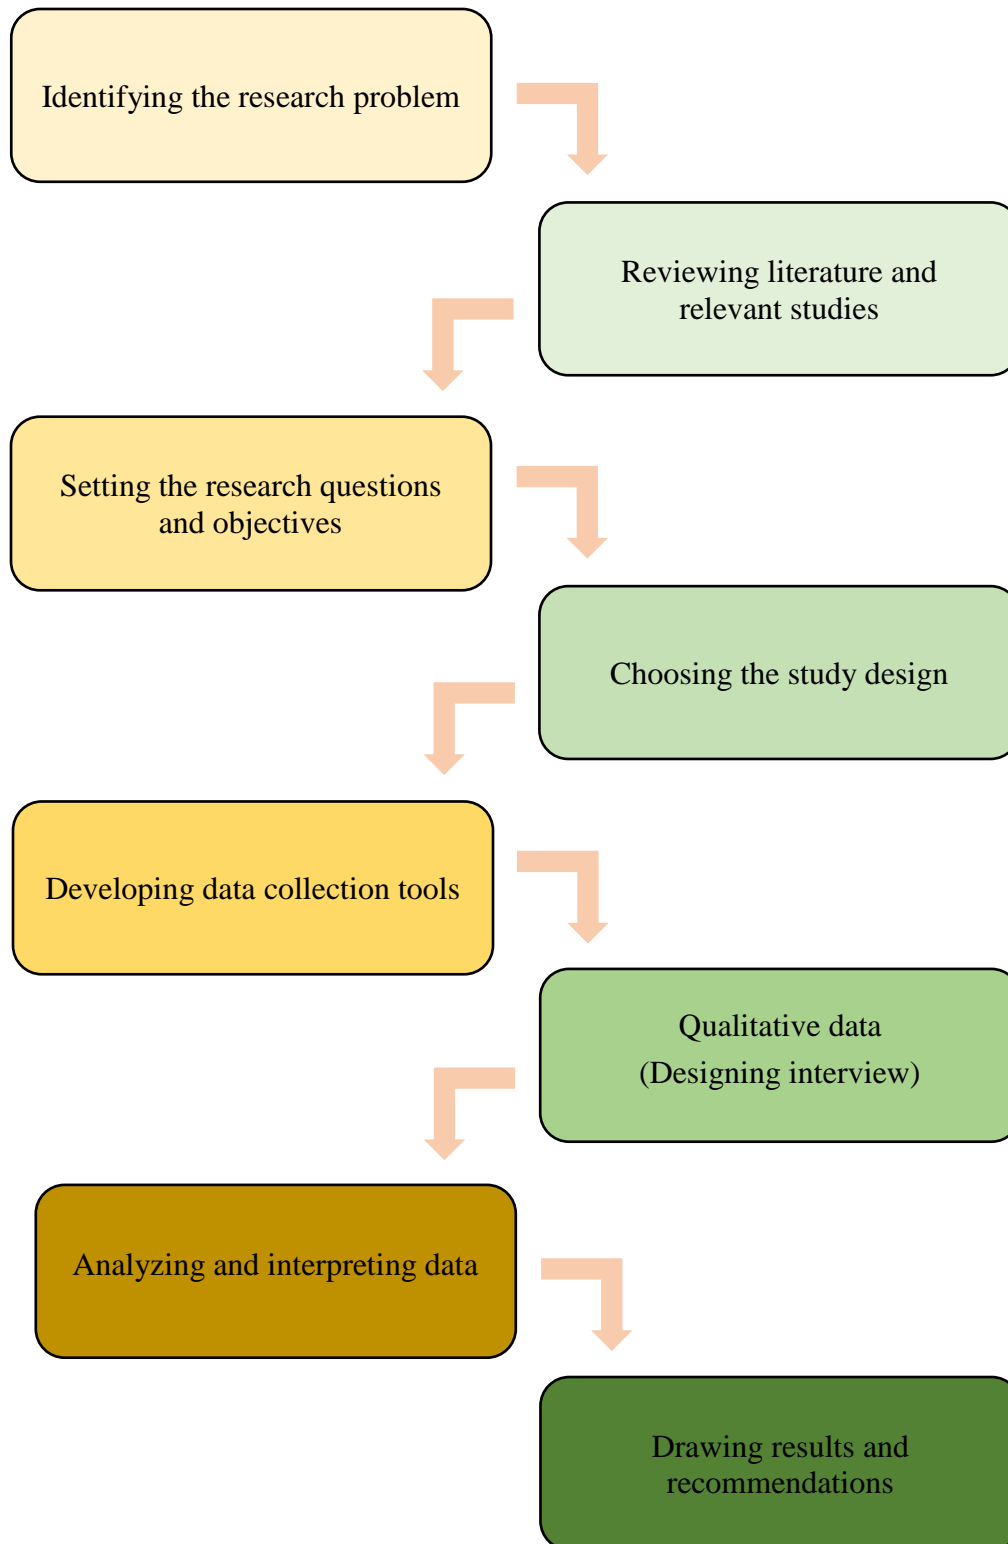 Identifying the research problem
Reviewing literature and
relevant studies
Setting the research questions
and objectives
Choosing the study design
Developing data collection tools
Qualitative data
(Designing interview)
Analyzing and interpreting data
Drawing results and
recommendations